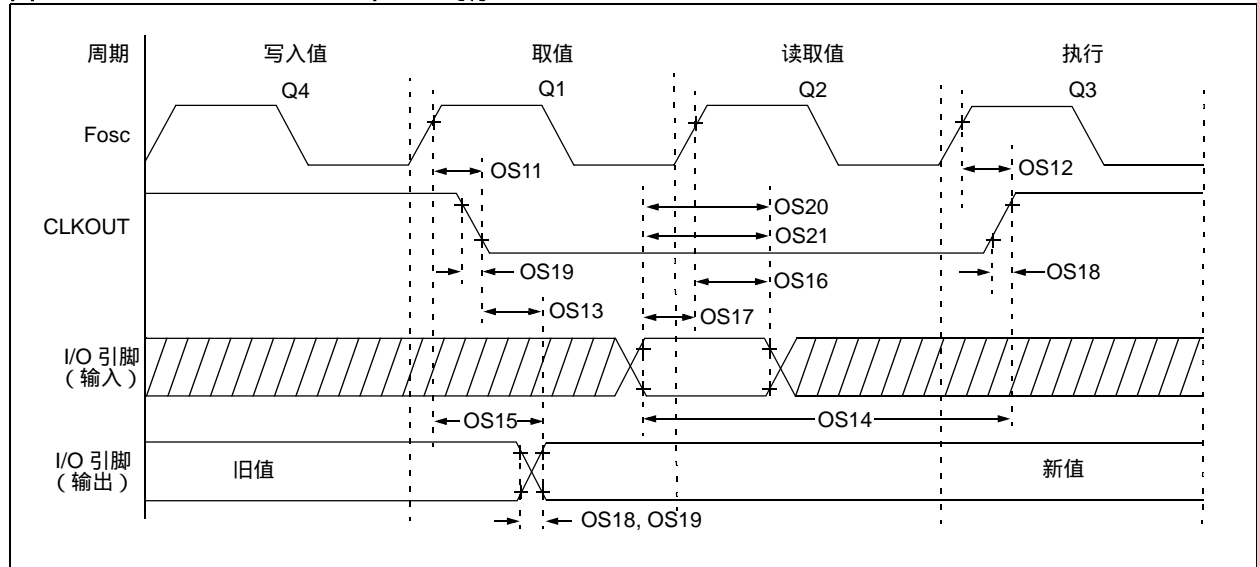 周期 写入值 取值 读取值 执行
Q4 Q1 Q2 Q3
Fosc
OS11 OS12
CLKOUT
OS20
OS21
OS19 OS16 OS18
OS13 OS17
I/O 引脚
（输入）
OS15 OS14
I/O 引脚
（输出）
旧值 新值
OS18, OS19